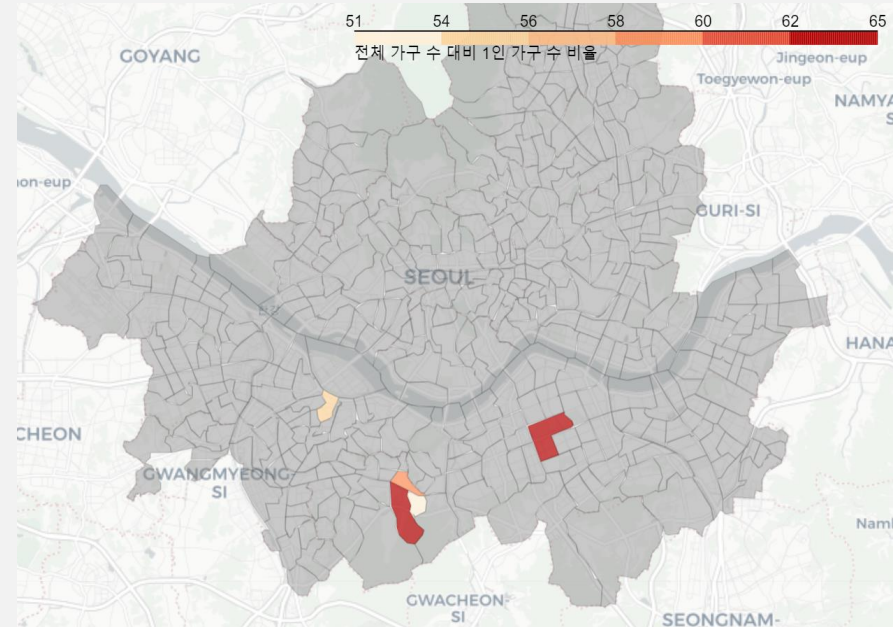 51 54 56 58 60 62 65
전체 가구 수 대비 1인 가구 수 비율
GOYANG
Jingeon-eup
Toegyewon-eup
NAMYA
S
on-eup
GURI-SI
SEOUL
HANA
CHEON
GWANGMYEONG-
SI
Naml
GWACHEON-
SI
SEONGNAM-